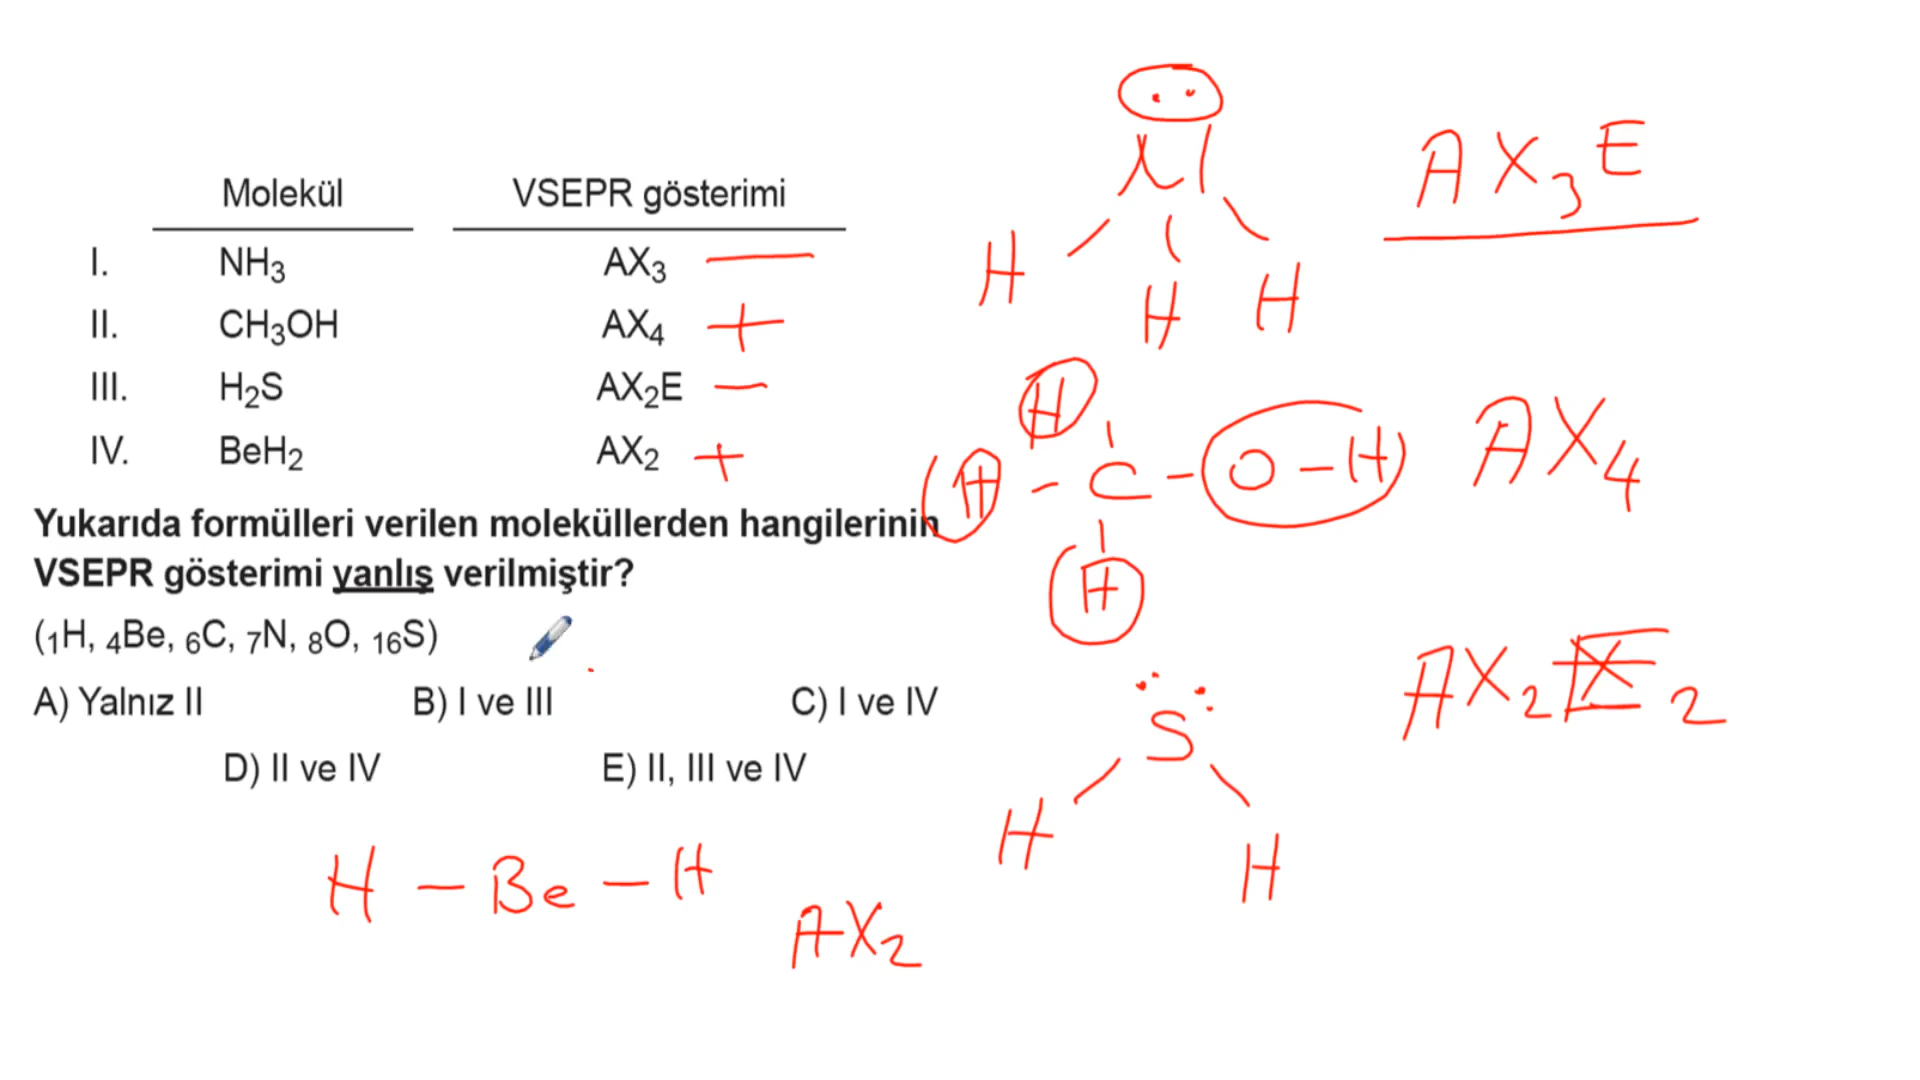 Molekül VSEPR gösterimi
I. NH3 AX3 —
II. CH3OH AX4 +
III. H2S AX2E —
IV. BeH2 AX2 +
Yukarıda formülleri verilen moleküllerden hangilerinin
VSEPR gösterimi yanlış verilmiştir?
(1H, 4Be, 6C, 7N, 8O, 16S)
A) Yalnız II B) I ve III C) I ve IV
D) II ve IV E) II, III ve IV
H - Be - H
AX2
N
H H H
AX3E
H
H - C - O - H
H
AX4
S
H H
AX2E2